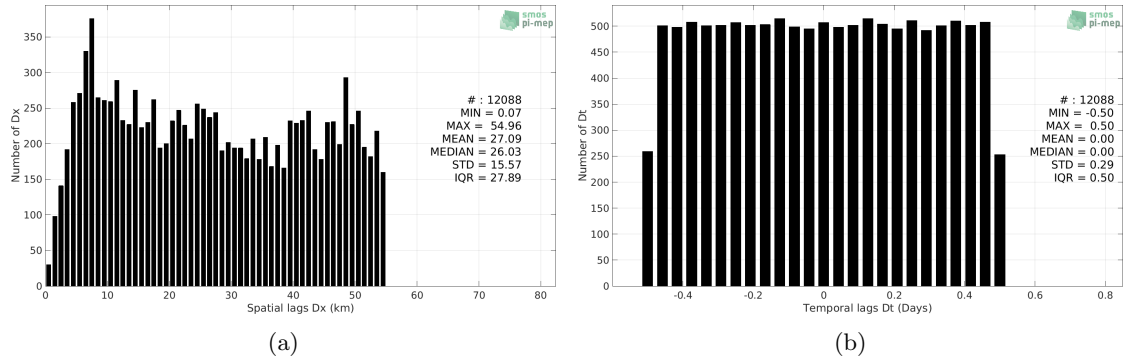 smos
pi-mep
350
300
250
200
150
100
50
0
Number of Dx
# : 12088
MIN = 0.07
MAX = 54.96
MEAN = 27.09
MEDIAN = 26.03
STD = 15.57
IQR = 27.89
0 10 20 30 40 50 60 70 80
Spatial lags Dx (km)
(a)
smos
pi-mep
500
450
400
350
300
250
200
150
100
50
0
Number of Dt
# : 12088
MIN = -0.50
MAX = 0.50
MEAN = 0.00
MEDIAN = 0.00
STD = 0.29
IQR = 0.50
-0.4 -0.2 0 0.2 0.4 0.6 0.8
Temporal lags Dt (Days)
(b)